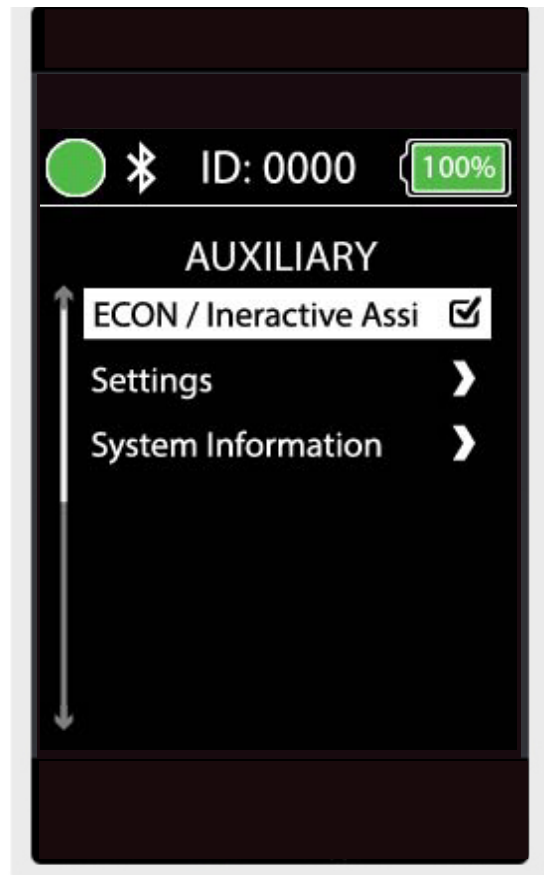 ID: 0000 100%
AUXILIARY
ECON / Ineractive Assi
Settings
System Information